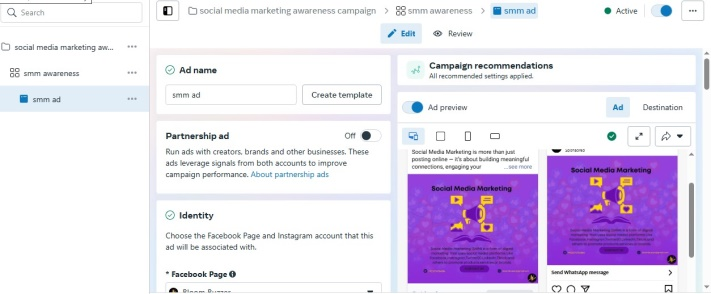 Search
social media marketing awareness campaign > smm awareness > smm ad
Active
Edit
Review
social media marketing aw...
smm awareness
smm ad
Ad name
smm ad
Create template
Partnership ad
Off
Run ads with creators, brands and other businesses. These
ads leverage signals from both accounts to improve
campaign performance. About partnership ads
Identity
Choose the Facebook Page and Instagram account that this
ad will be associated with.
* Facebook Page
Bloom Buzzer
Campaign recommendations
All recommended settings applied.
Ad preview
Ad
Destination
Social Media Marketing is more than just
posting online – it's about building meaningful
connections, engaging your ...see more
Social Media Marketing
Sponsored
Social Media Marketing
Send WhatsApp message